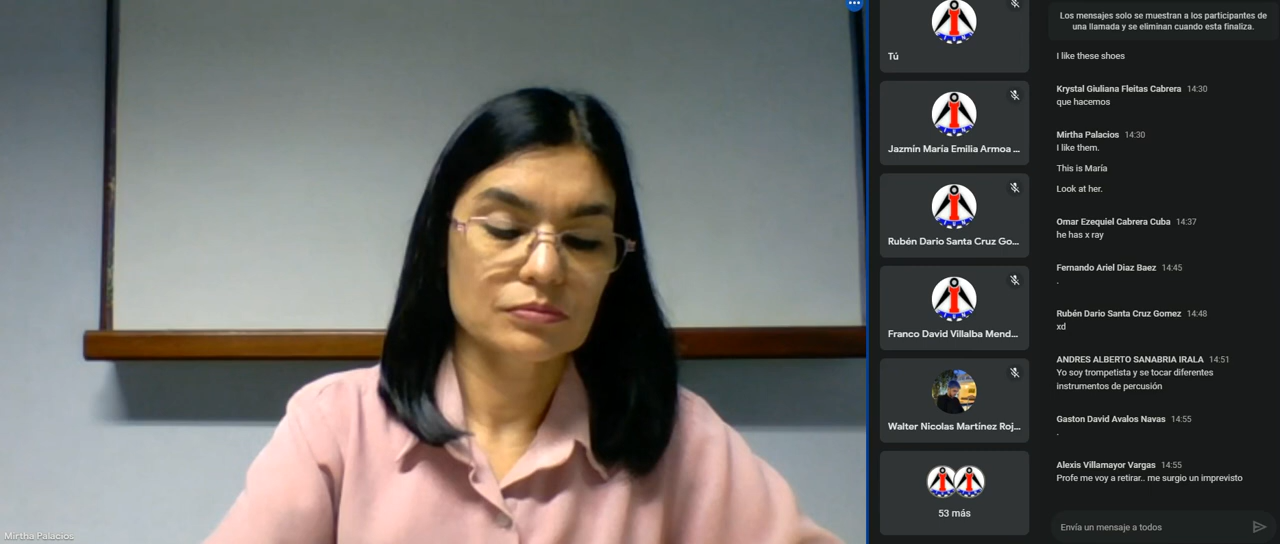 Mirtha Palacios
Tú
Jazmín María Emilia Armoa ...
Rubén Dario Santa Cruz Go...
Franco David Villalba Mend...
Walter Nicolas Martínez Roj...
53 más
Los mensajes solo se muestran a los participantes de
una llamada y se eliminan cuando esta finaliza.
I like these shoes
Krystal Giuliana Fleitas Cabrera 14:30
que hacemos
Mirtha Palacios 14:30
I like them.
This is María
Look at her.
Omar Ezequiel Cabrera Cuba 14:37
he has x ray
Fernando Ariel Diaz Baez 14:45
.
Rubén Dario Santa Cruz Gomez 14:48
xd
ANDRES ALBERTO SANABRIA IRALA 14:51
Yo soy trompetista y se tocar diferentes
instrumentos de percusión
Gaston David Avalos Navas 14:55
.
Alexis Villamayor Vargas 14:55
Profe me voy a retirar.. me surgio un imprevisto
Envía un mensaje a todos